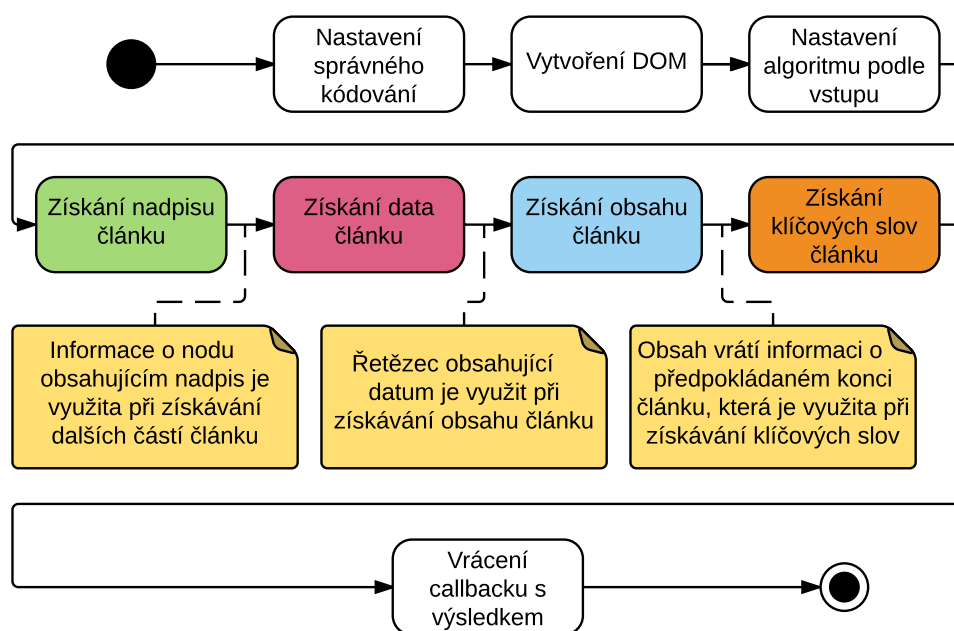 Nastavení
správného
kódování
Vytvoření DOM
Nastavení
algoritmu podle
vstupu
Získání nadpisu
článku
Získání data
článku
Získání obsahu
článku
Získání
klíčových slov
článku
Informace o nodu
obsahujícím nadpis je
využita při získávání
dalších částí článku
Řetězec obsahující
datum je využit při
získávání obsahu článku
Obsah vrátí informaci o
předpokládaném konci
článku, která je využita při
získávání klíčových slov
Vrácení
callbacku s
výsledkem